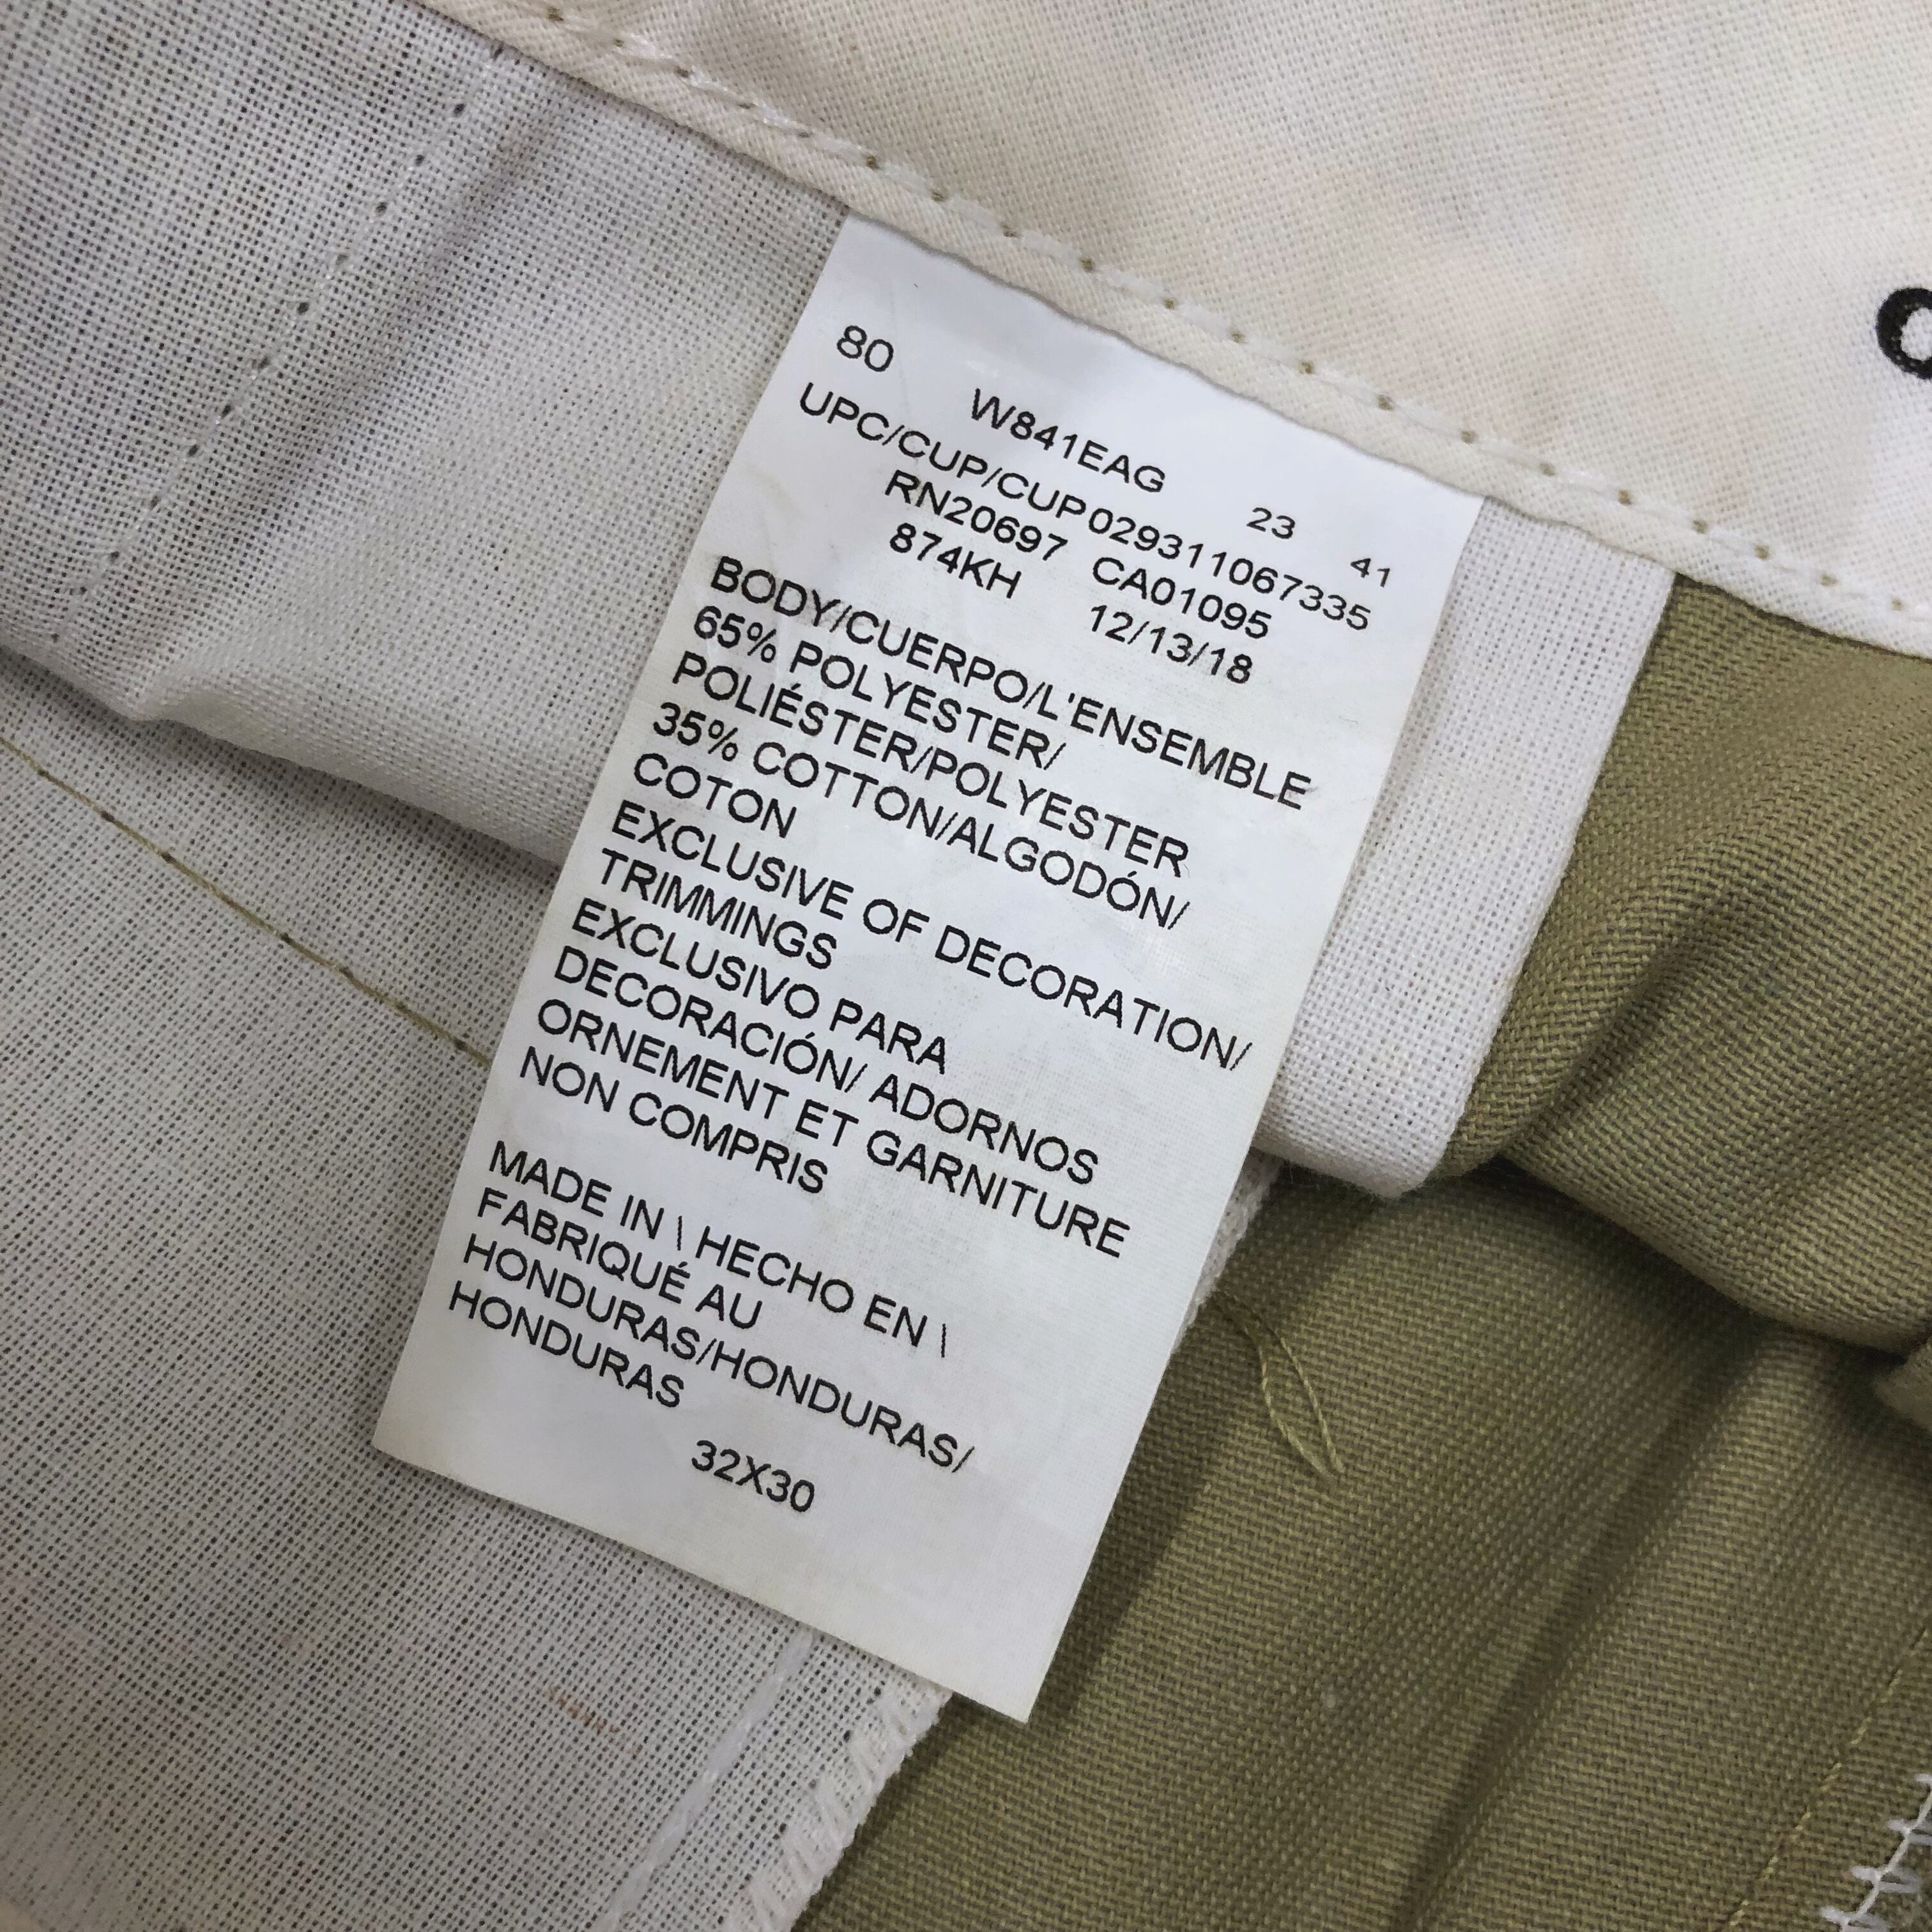 80 W841EAG 23 41
UPC/CUP/CUP029311067335
RN20697 CA01095
874KH 12/13/18
BODY/CUERPO/L'ENSEMBLE
65% POLYESTER/
POLIÉSTER/POLYESTER
35% COTTON/ALGODÓN/
COTON
EXCLUSIVE OF DECORATION/
TRIMMINGS
EXCLUSIVO PARA
DECORACIÓN/ ADORNOS
ORNEMENT ET GARNITURE
NON COMPRIS
MADE IN \ HECHO EN \
FABRIQUÉ AU
HONDURAS/HONDURAS/
HONDURAS
32X30